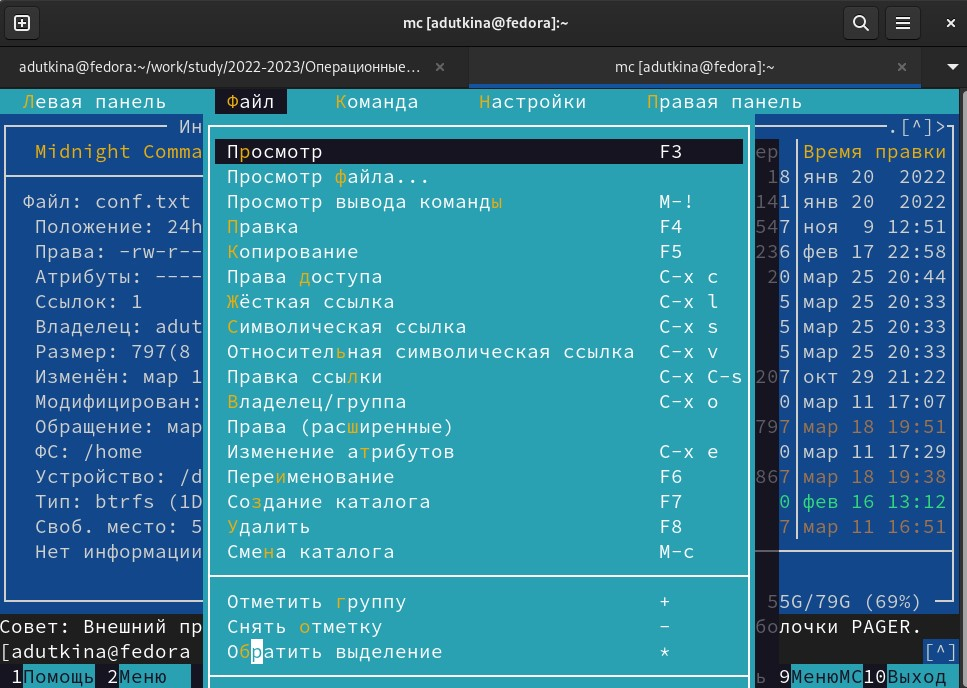 mc [adutkina@fedora]:~
adutkina@fedora:~/work/study/2022-2023/Операционные... × mc [adutkina@fedora]:~ ×
Левая панель Файл Команда Настройки Правая панель
Ин .[^]>
Midnight Comma Просмотр F3 ер Время правки
Просмотр файла... 18 янв 20 2022
Файл: conf.txt Просмотр вывода команды M-! 141 янв 20 2022
Положение: 24h Правка F4 547 ноя 9 12:51
Права: -rw-r-- Копирование F5 236 фев 17 22:58
Атрибуты: ---- Права доступа C-x c 20 мар 25 20:44
Ссылок: 1 Жёсткая ссылка C-x l 5 мар 25 20:33
Владелец: adut Символическая ссылка C-x s 5 мар 25 20:33
Размер: 797(8 Относительная символическая ссылка C-x v 5 мар 25 20:33
Изменён: мар 1 Правка ссылки C-x C-s 207 окт 29 21:22
Модифицирован: Владелец/группа C-x o 0 мар 11 17:07
Обращение: мар Права (расширенные) 797 мар 18 19:51
ФС: /home Изменение атрибутов C-x e 0 мар 11 17:29
Устройство: /d Переименование F6 867 мар 18 19:38
Тип: btrfs (1D Создание каталога F7 0 фев 16 13:12
Своб. место: 5 Удалить F8 7 мар 11 16:51
Нет информации Смена каталога M-c
Отметить группу + 55G/79G (69%)
Совет: Внешний пр Снять отметку - болочки PAGER.
[adutkina@fedora Обратить выделение * [^]
1Помощь 2Меню ь 9МенюMC10Выход